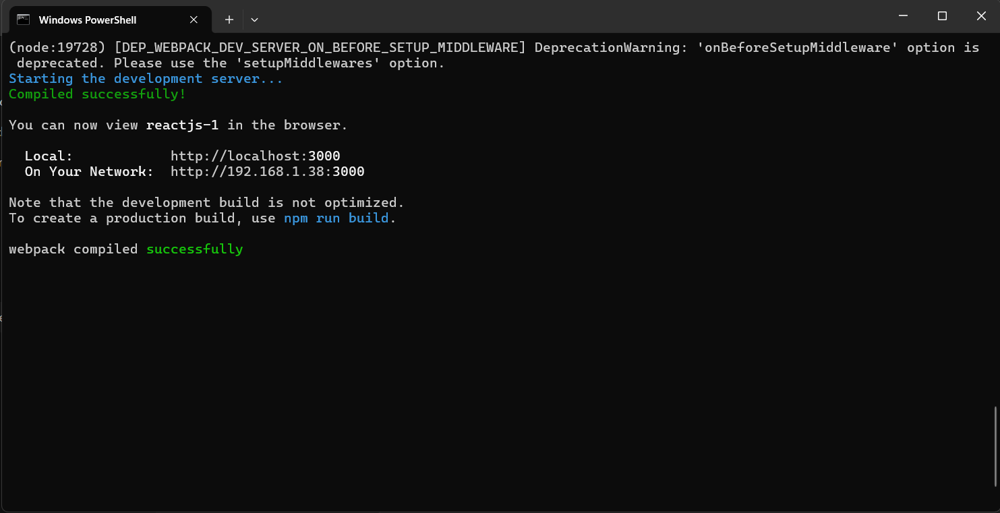 Windows PowerShell
(node:19728) [DEP_WEBPACK_DEV_SERVER_ON_BEFORE_SETUP_MIDDLEWARE] DeprecationWarning: 'onBeforeSetupMiddleware' option is
deprecated. Please use the 'setupMiddlewares' option.
Starting the development server...
Compiled successfully!
You can now view reactjs-1 in the browser.
Local: http://localhost:3000
On Your Network: http://192.168.1.38:3000
Note that the development build is not optimized.
To create a production build, use npm run build.
webpack compiled successfully